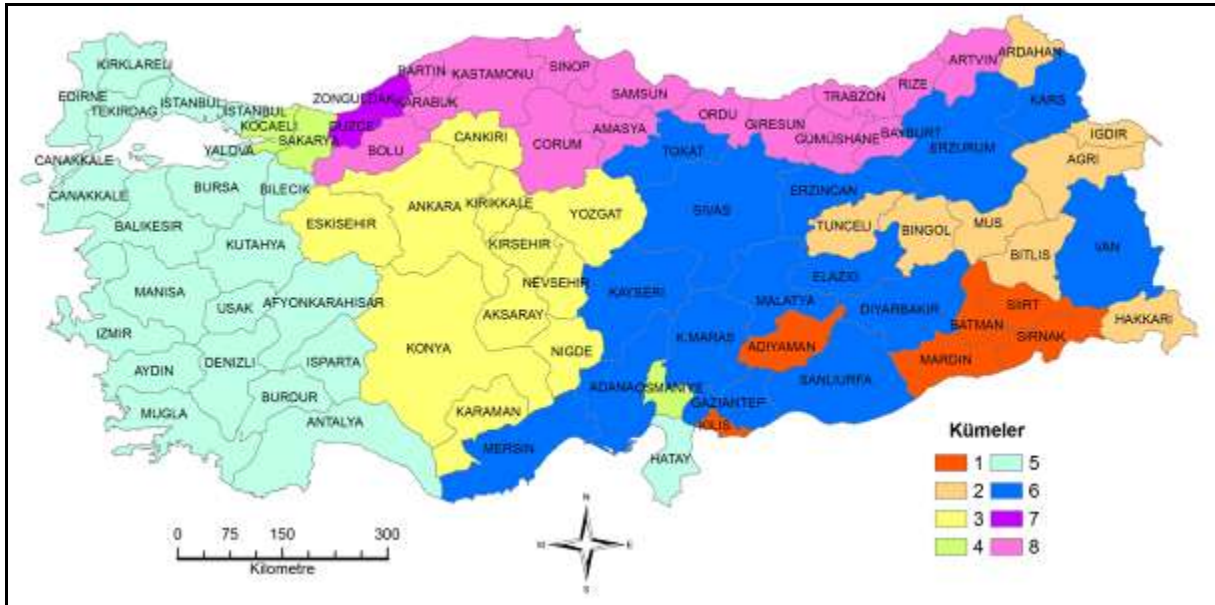 KIRKLARELI
EDIRNE
TEKIRDAG
ISTANBUL
ISTANBUL
KOCAELI
SAKARYA
YALOVA
ZONGULDAK
DUZCE
BARTIN
KARABUK
KASTAMONU
SINOP
BOLU
CANKIRI
CORUM
SAMSUN
AMASYA
ORDU
TOKAT
GIRESUN
TRABZON
GUMUSHANE
RIZE
BAYBURT
ARTVIN
ARDAHAN
KARS
ERZURUM
IGDIR
AGRI
CANAKKALE
CANAKKALE
BURSA
BILECIK
BALIKESIR
KUTAHYA
ESKISEHIR
ANKARA
KIRIKKALE
YOZGAT
KIRSEHIR
NEVSEHIR
SIVAS
ERZINCAN
TUNCELI
BINGOL
MUS
BITLIS
VAN
MANISA
USAK
AFYONKARAHISAR
IZMIR
AYDIN
DENIZLI
ISPARTA
BURDUR
MUGLA
ANTALYA
KONYA
AKSARAY
NIGDE
KARAMAN
KAYSERI
MALATYA
ELAZIG
DIYARBAKIR
K.MARAS
ADIYAMAN
BATMAN
SIIRT
SIRNAK
MARDIN
HAKKARI
MERSIN
ADANA
OSMANIYE
GAZIANTEP
SANLIURFA
KILIS
HATAY
Kümeler
1 5
2 6
3 7
4 8
0 75 150 300
Kilometre
N
W E
S